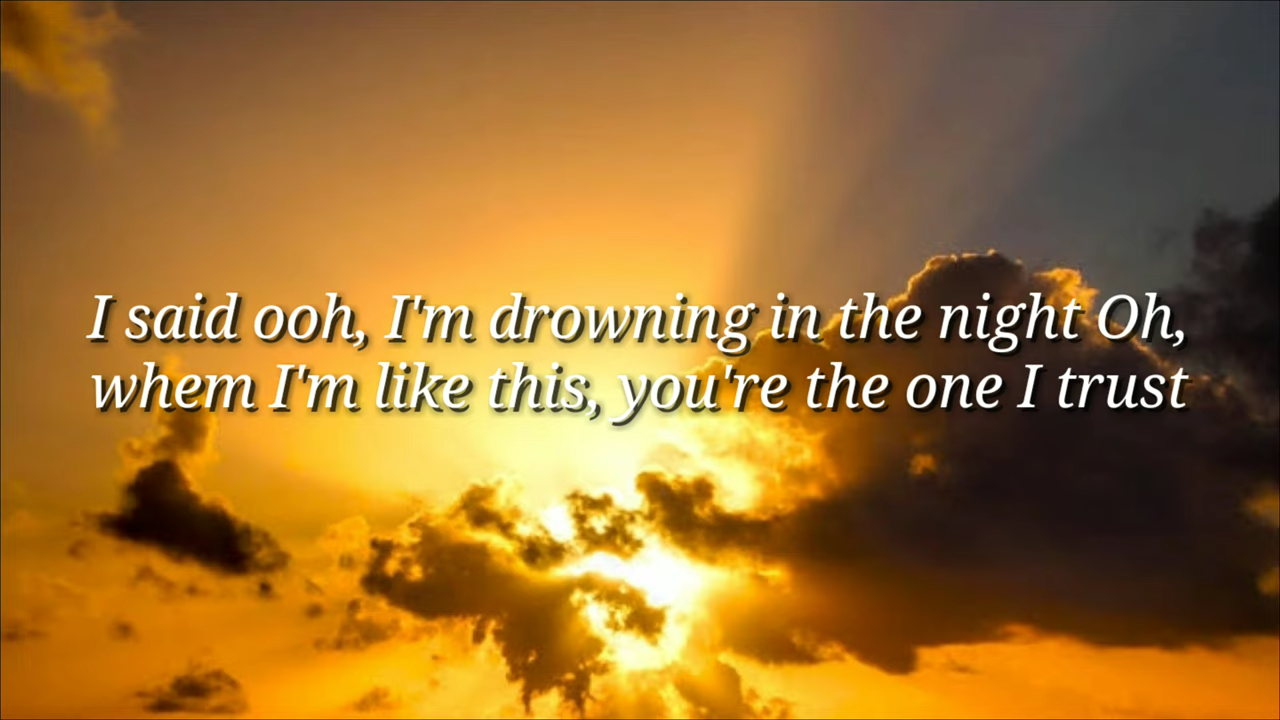 I said ooh, I'm drowning in the night Oh,
whem I'm like this, you're the one I trust